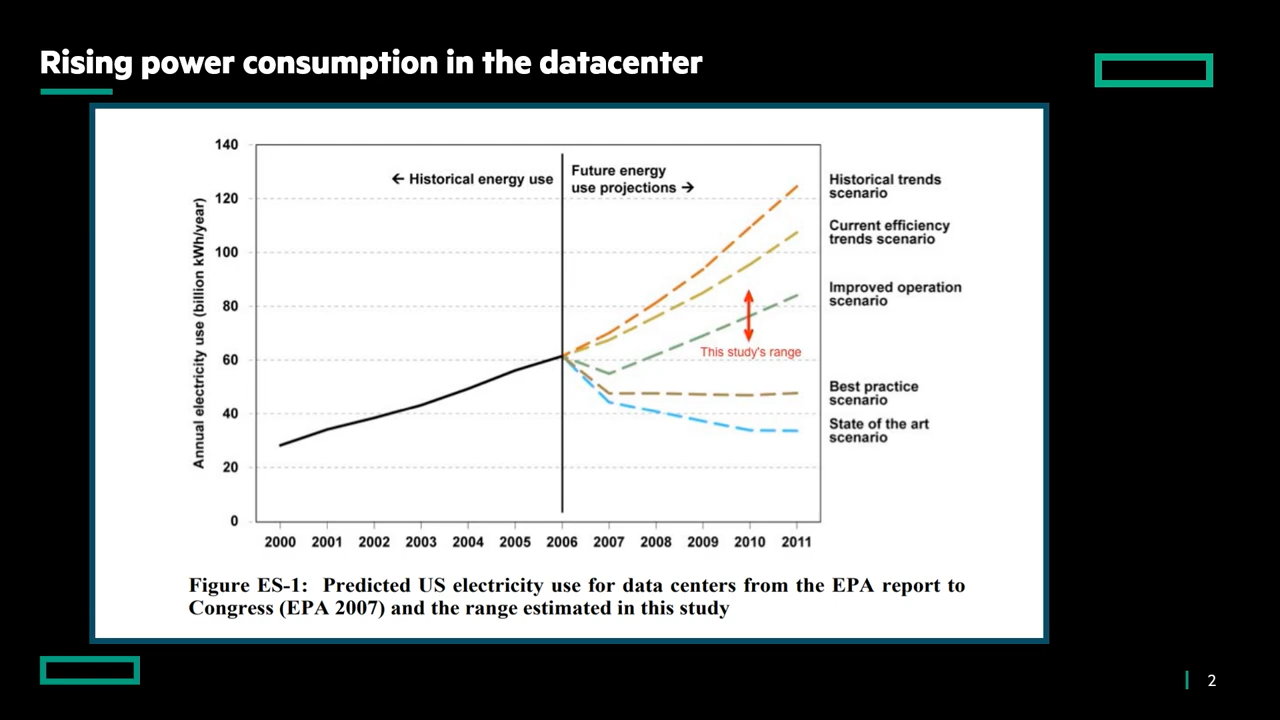 Rising power consumption in the datacenter
140
120
100
80
60
40
20
0
Annual electricity use (billion kWh/year)
← Historical energy use
Future energy
use projections →
Historical trends
scenario
Current efficiency
trends scenario
Improved operation
scenario
This study's range
Best practice
scenario
State of the art
scenario
2000 2001 2002 2003 2004 2005 2006 2007 2008 2009 2010 2011
Figure ES-1: Predicted US electricity use for data centers from the EPA report to
Congress (EPA 2007) and the range estimated in this study
2